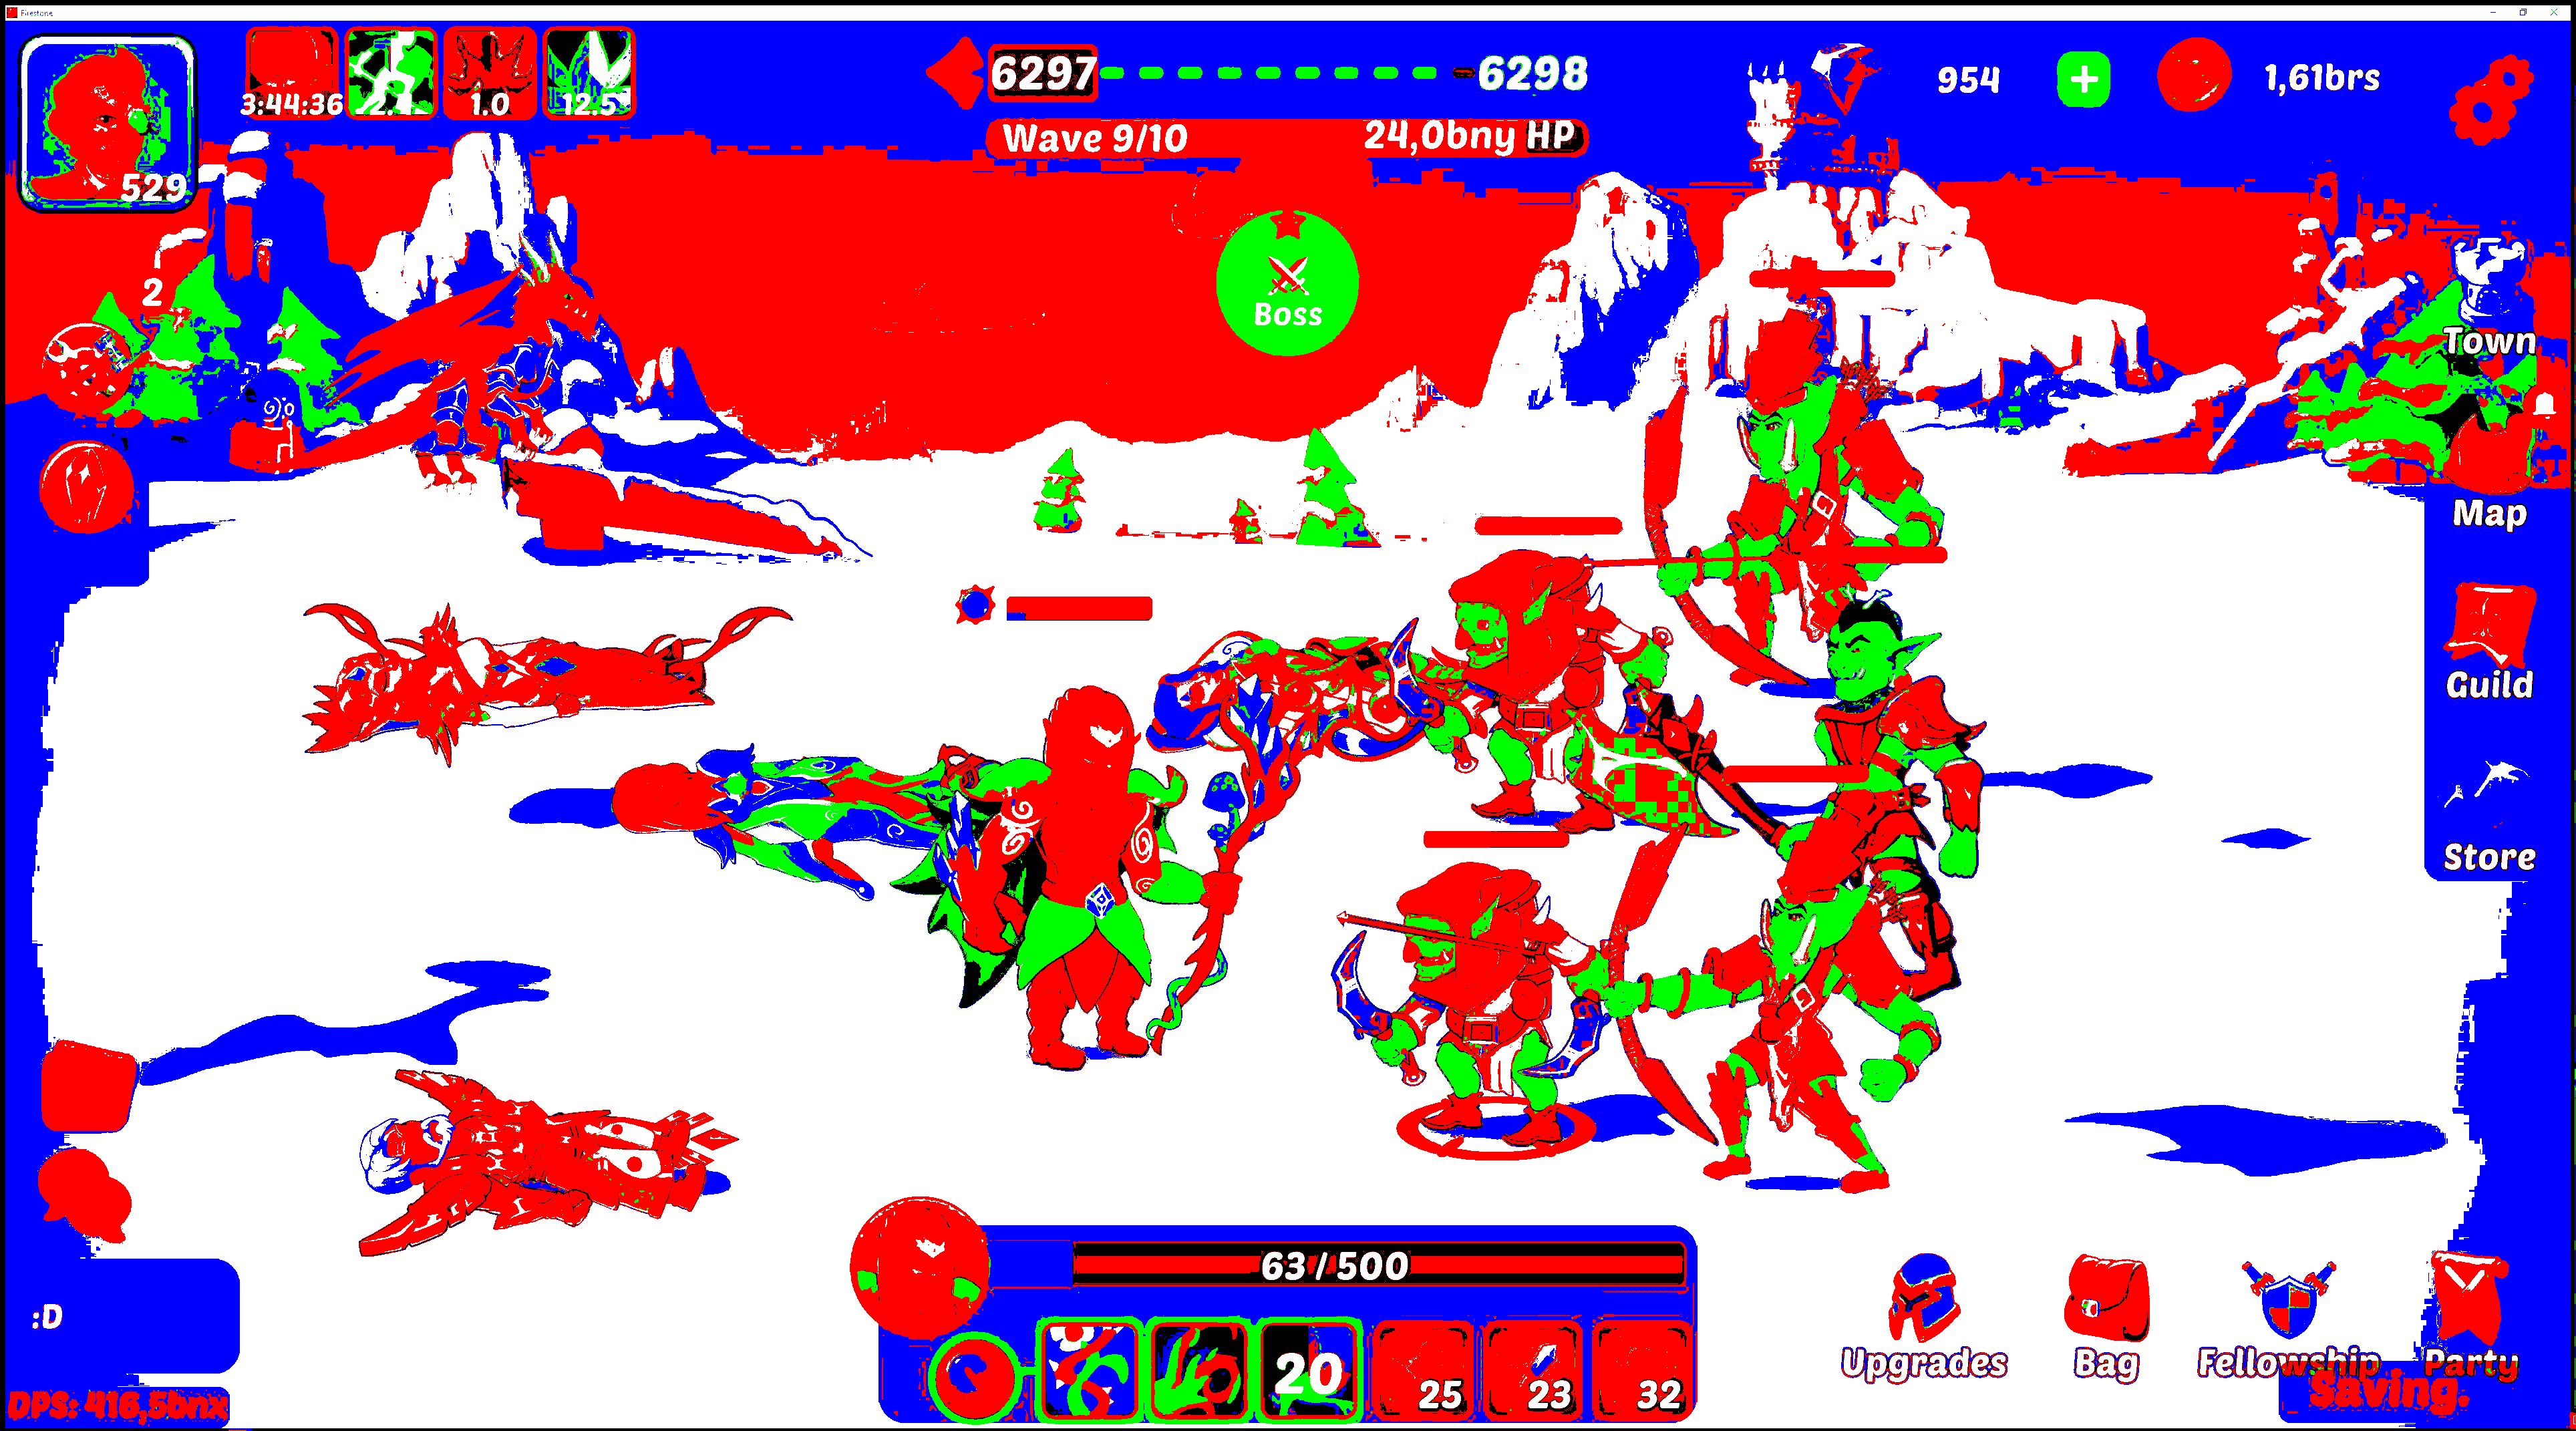 Firestone
6297
6298
954
+
1,61brs
3:44:36
2.4
1.0
12.5
Wave 9/10
24,0bny HP
529
2
Boss
Town
Map
Guild
Store
:D
63/500
20
25
23
32
Upgrades
Bag
Fellowship
Party
DPS: 416,5bnx
Saving.